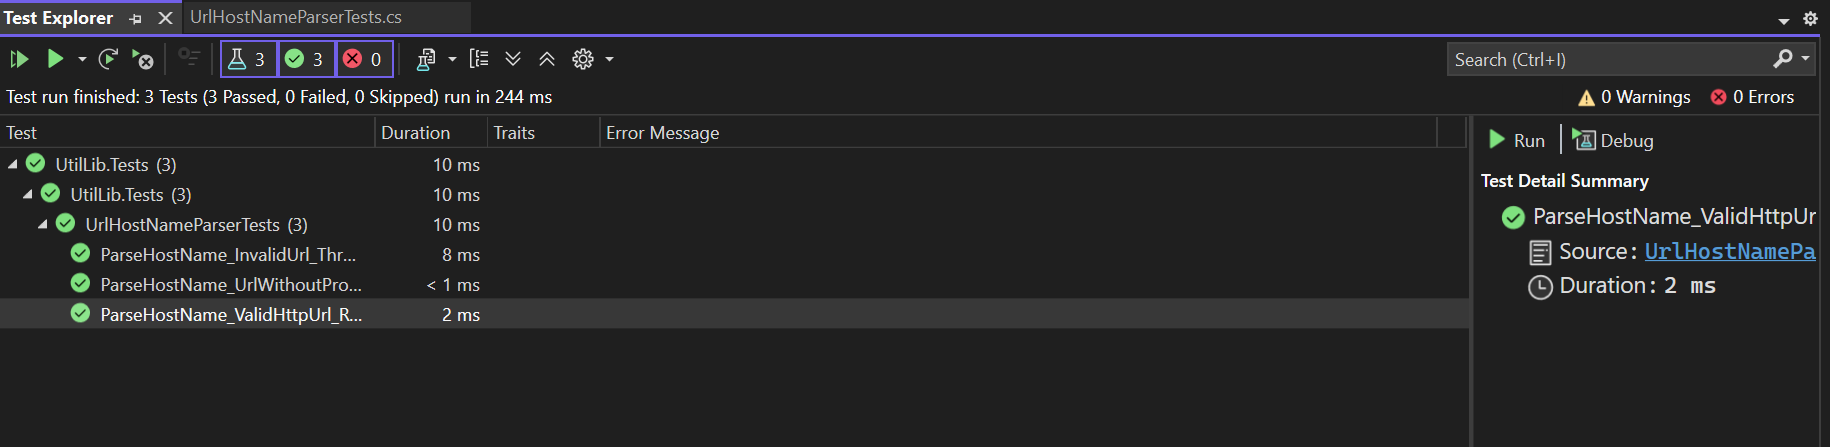 Test Explorer UrlHostNameParserTests.cs
3 3 0 Search (Ctrl+I)
Test run finished: 3 Tests (3 Passed, 0 Failed, 0 Skipped) run in 244 ms 0 Warnings 0 Errors
Test Duration Traits Error Message
UtilLib.Tests (3) 10 ms
UtilLib.Tests (3) 10 ms
UrlHostNameParserTests (3) 10 ms
ParseHostName_InvalidUrl_Thr... 8 ms
ParseHostName_UrlWithoutPro... < 1 ms
ParseHostName_ValidHttpUrl_R... 2 ms
Run Debug
Test Detail Summary
ParseHostName_ValidHttpUr
Source: UrlHostNamePa
Duration: 2 ms